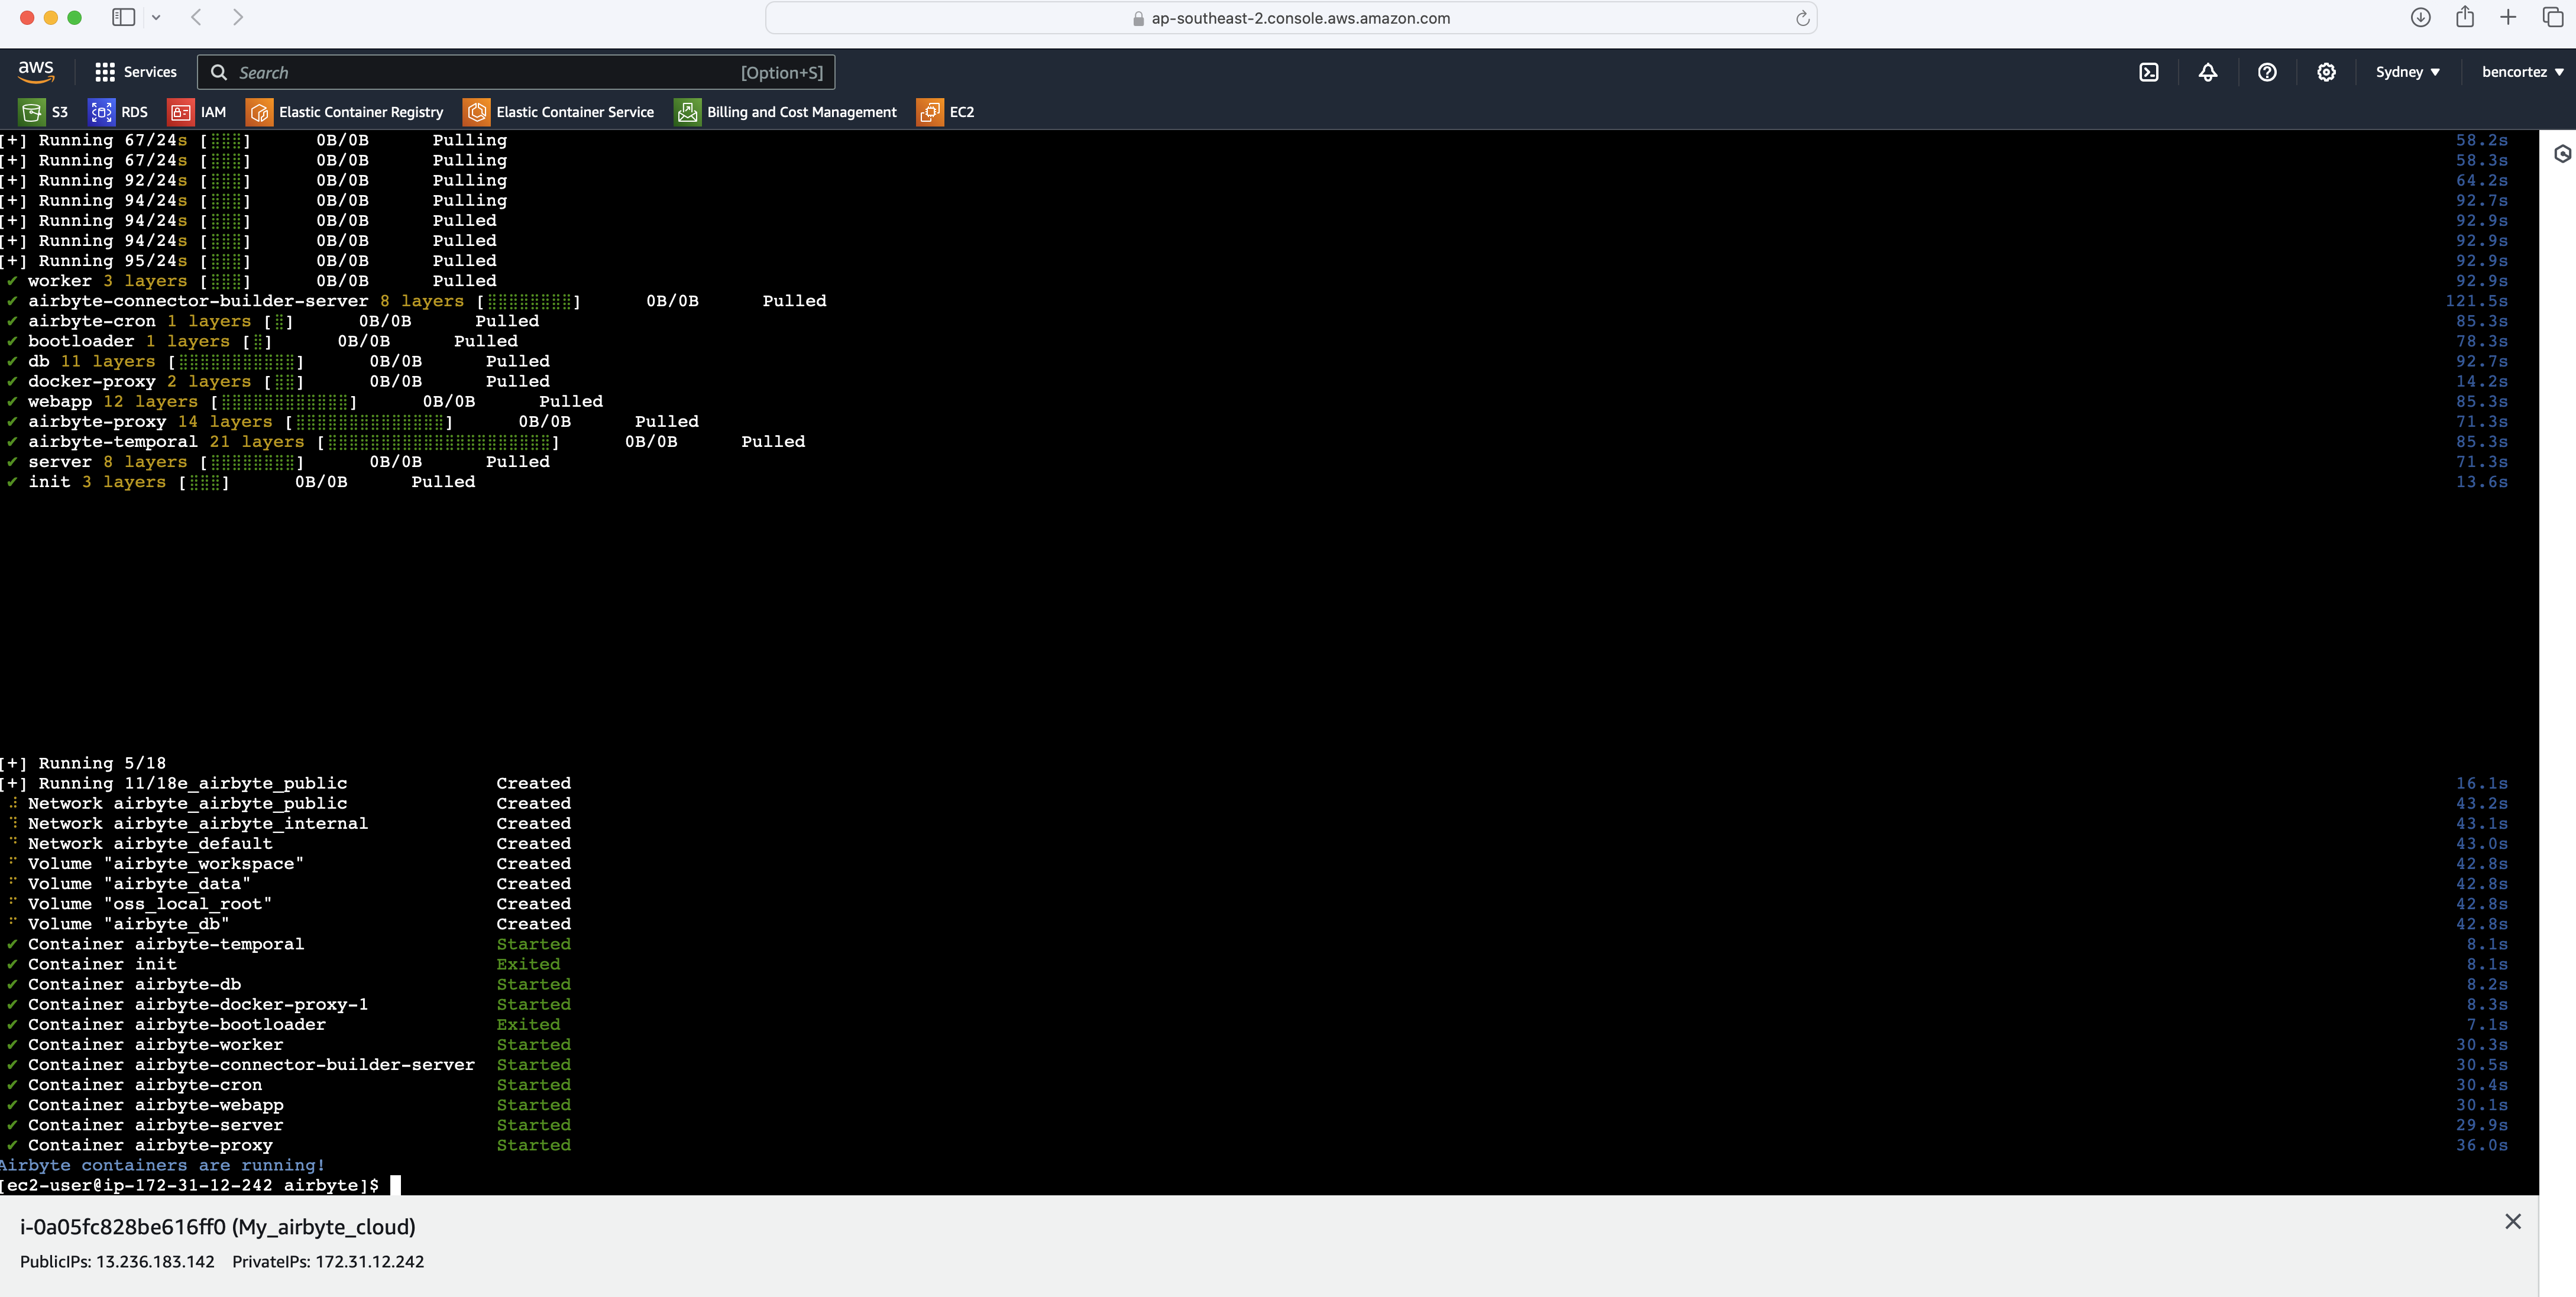 ap-southeast-2.console.aws.amazon.com
aws Services Search [Option+S] Sydney ▼ bencortez ▼
S3 RDS IAM Elastic Container Registry Elastic Container Service Billing and Cost Management EC2
[+] Running 67/24s [⣿⣿⣿] 0B/0B Pulling 58.2s
[+] Running 67/24s [⣿⣿⣿] 0B/0B Pulling 58.3s
[+] Running 92/24s [⣿⣿⣿] 0B/0B Pulling 64.2s
[+] Running 94/24s [⣿⣿⣿] 0B/0B Pulling 92.7s
[+] Running 94/24s [⣿⣿⣿] 0B/0B Pulled 92.9s
[+] Running 94/24s [⣿⣿⣿] 0B/0B Pulled 92.9s
[+] Running 95/24s [⣿⣿⣿] 0B/0B Pulled 92.9s
✔ worker 3 layers [⣿⣿⣿] 0B/0B Pulled 92.9s
✔ airbyte-connector-builder-server 8 layers [⣿⣿⣿⣿⣿⣿⣿⣿] 0B/0B Pulled 121.5s
✔ airbyte-cron 1 layers [⣿] 0B/0B Pulled 85.3s
✔ bootloader 1 layers [⣿] 0B/0B Pulled 78.3s
✔ db 11 layers [⣿⣿⣿⣿⣿⣿⣿⣿⣿⣿⣿] 0B/0B Pulled 92.7s
✔ docker-proxy 2 layers [⣿⣿] 0B/0B Pulled 14.2s
✔ webapp 12 layers [⣿⣿⣿⣿⣿⣿⣿⣿⣿⣿⣿⣿] 0B/0B Pulled 85.3s
✔ airbyte-proxy 14 layers [⣿⣿⣿⣿⣿⣿⣿⣿⣿⣿⣿⣿⣿⣿] 0B/0B Pulled 71.3s
✔ airbyte-temporal 21 layers [⣿⣿⣿⣿⣿⣿⣿⣿⣿⣿⣿⣿⣿⣿⣿⣿⣿⣿⣿⣿⣿] 0B/0B Pulled 85.3s
✔ server 8 layers [⣿⣿⣿⣿⣿⣿⣿⣿] 0B/0B Pulled 71.3s
✔ init 3 layers [⣿⣿⣿] 0B/0B Pulled 13.6s
[+] Running 5/18
[+] Running 11/18e_airbyte_public Created 16.1s
Network airbyte_airbyte_public Created 43.2s
Network airbyte_airbyte_internal Created 43.1s
Network airbyte_default Created 43.0s
Volume "airbyte_workspace" Created 42.8s
Volume "airbyte_data" Created 42.8s
Volume "oss_local_root" Created 42.8s
Volume "airbyte_db" Created 42.8s
✔ Container airbyte-temporal Started 8.1s
✔ Container init Exited 8.1s
✔ Container airbyte-db Started 8.2s
✔ Container airbyte-docker-proxy-1 Started 8.3s
✔ Container airbyte-bootloader Exited 7.1s
✔ Container airbyte-worker Started 30.3s
✔ Container airbyte-connector-builder-server Started 30.5s
✔ Container airbyte-cron Started 30.4s
✔ Container airbyte-webapp Started 30.1s
✔ Container airbyte-server Started 29.9s
✔ Container airbyte-proxy Started 36.0s
Airbyte containers are running!
[ec2-user@ip-172-31-12-242 airbyte]$
i-0a05fc828be616ff0 (My_airbyte_cloud)
PublicIPs: 13.236.183.142 PrivateIPs: 172.31.12.242